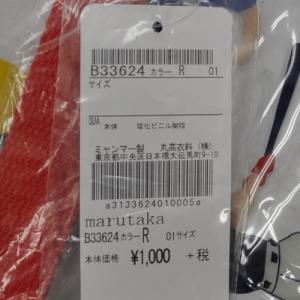 B33624 カラー R 01
サイズ
QUA
本体 塩化ビニル樹脂
ミャンマー製 丸高衣料(株)
東京都中央区日本橋大伝馬町9-10
a3133624010005a
marutaka
B33624 カラー R 01サイズ
本体価格 ¥1,000 +税